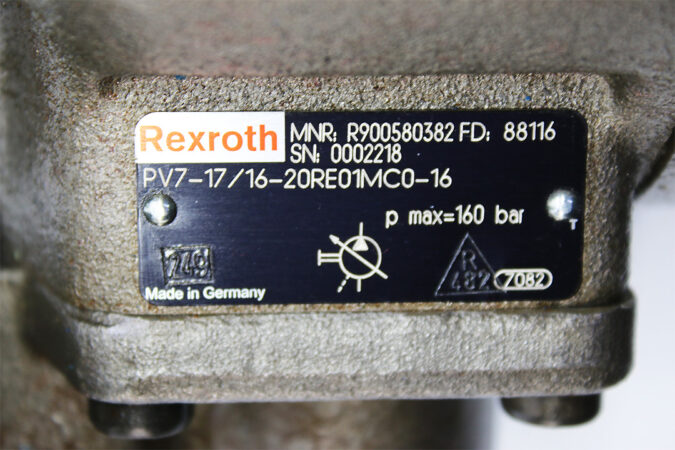 Rexroth MNR: R900580382 FD: 88116
SN: 0002218
PV7-17/16-20RE01MC0-16
p max=160 bar
T
749
R
482
7082
Made in Germany